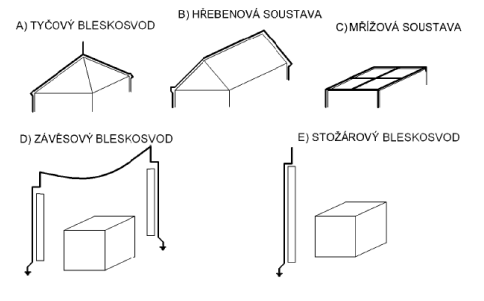 A) TYČOVÝ BLESKOSVOD
B) HŘEBENOVÁ SOUSTAVA
C) MŘÍŽOVÁ SOUSTAVA
D) ZÁVĚSOVÝ BLESKOSVOD
E) STOŽÁROVÝ BLESKOSVOD